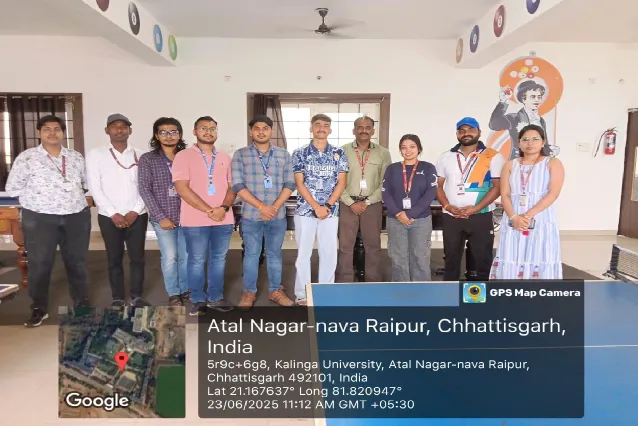 GPS Map Camera
Atal Nagar-nava Raipur, Chhattisgarh,
India
5r9c+6g8, Kalinga University, Atal Nagar-nava Raipur,
Chhattisgarh 492101, India
Lat 21.167637° Long 81.820947°
23/06/2025 11:12 AM GMT +05:30
Google